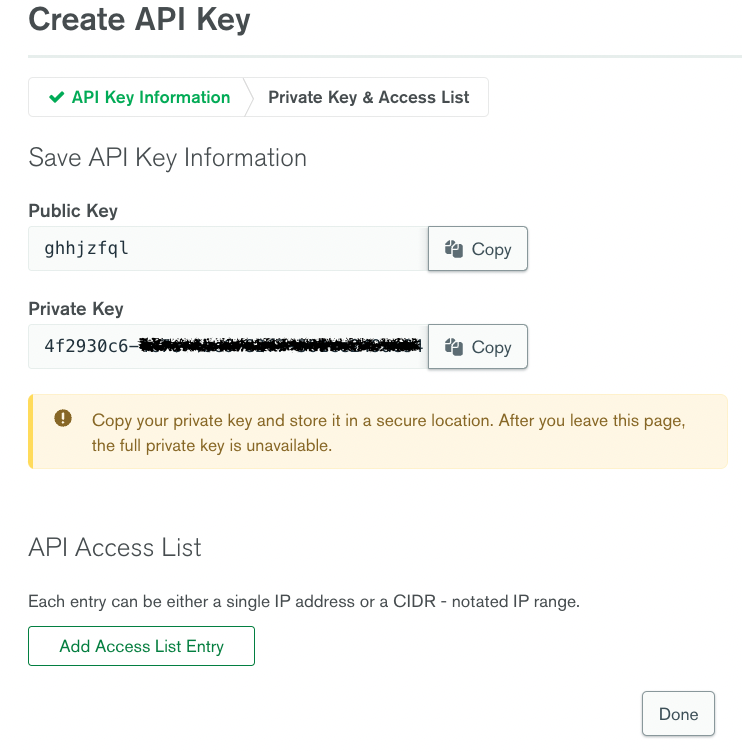 Create API Key
API Key Information
Private Key & Access List
Save API Key Information
Public Key
ghhjzfql
Copy
Private Key
4f2930c6-
Copy
Copy your private key and store it in a secure location. After you leave this page,
the full private key is unavailable.
API Access List
Each entry can be either a single IP address or a CIDR - notated IP range.
Add Access List Entry
Done